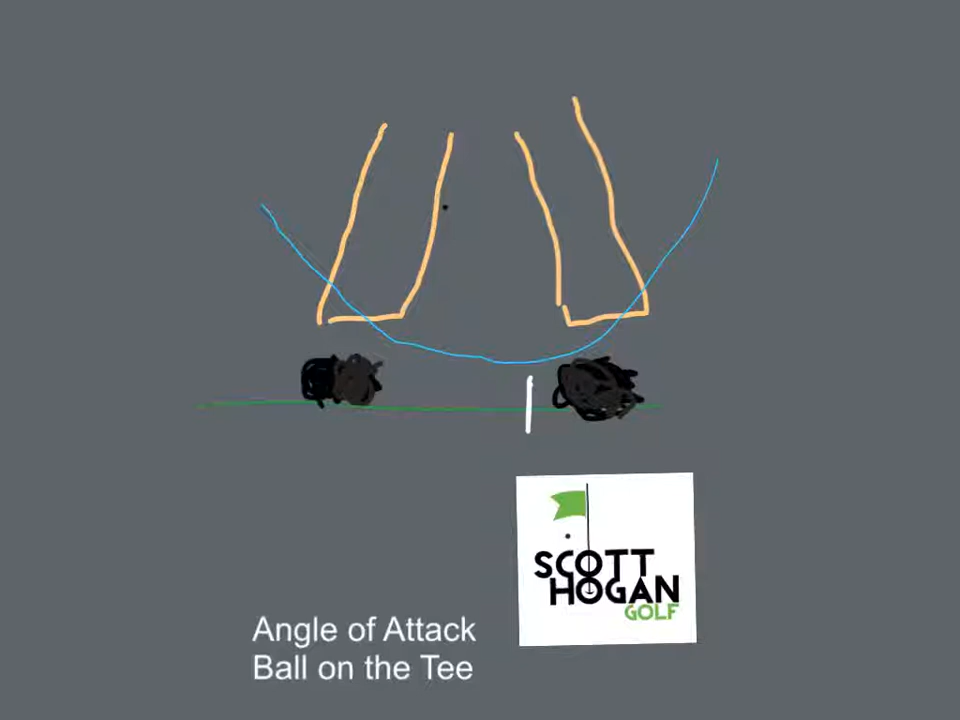 SCOTT
HOGAN
GOLF
Angle of Attack
Ball on the Tee